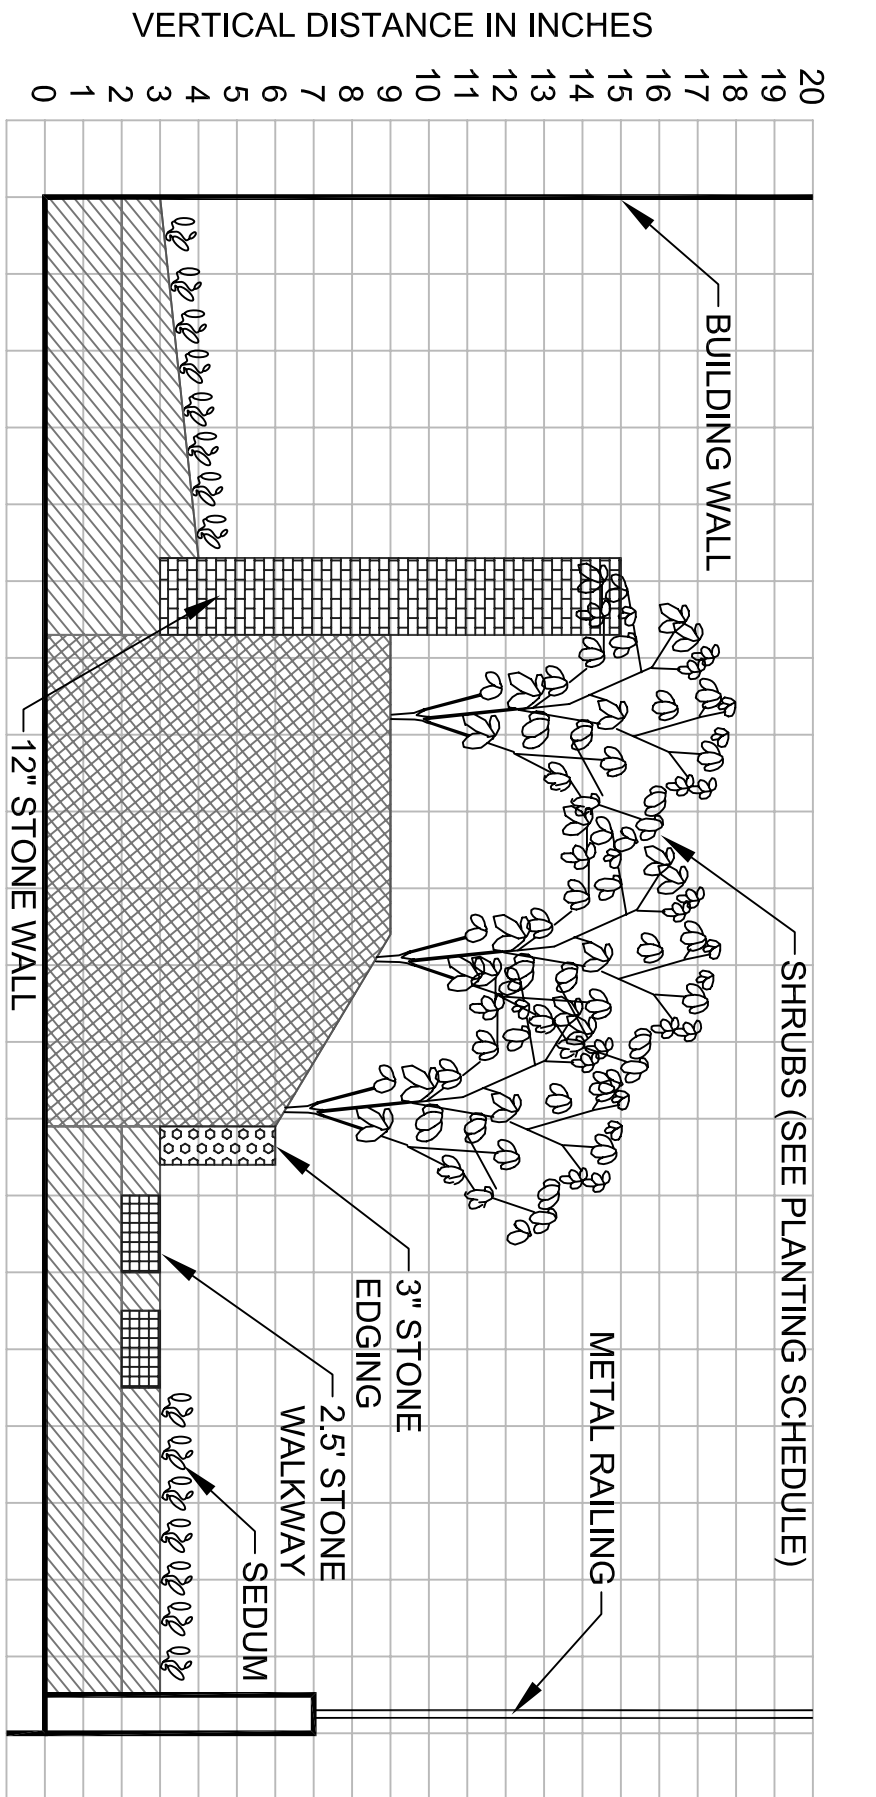 VERTICAL DISTANCE IN INCHES
0
1
2
3
4
5
6
7
8
9
10
11
12
13
14
15
16
17
18
19
20
BUILDING WALL
SHRUBS (SEE PLANTING SCHEDULE)
METAL RAILING
3" STONE
EDGING
2.5' STONE
WALKWAY
SEDUM
12" STONE WALL